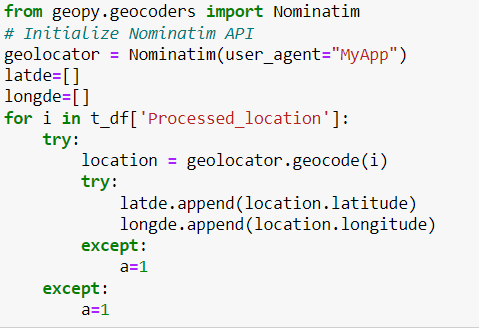 from geopy.geocoders import Nominatim
# Initialize Nominatim API
geolocator = Nominatim(user_agent="MyApp")
latde=[]
longde=[]
for i in t_df['Processed_location']:
    try:
        location = geolocator.geocode(i)
        try:
            latde.append(location.latitude)
            longde.append(location.longitude)
        except:
            a=1
    except:
        a=1